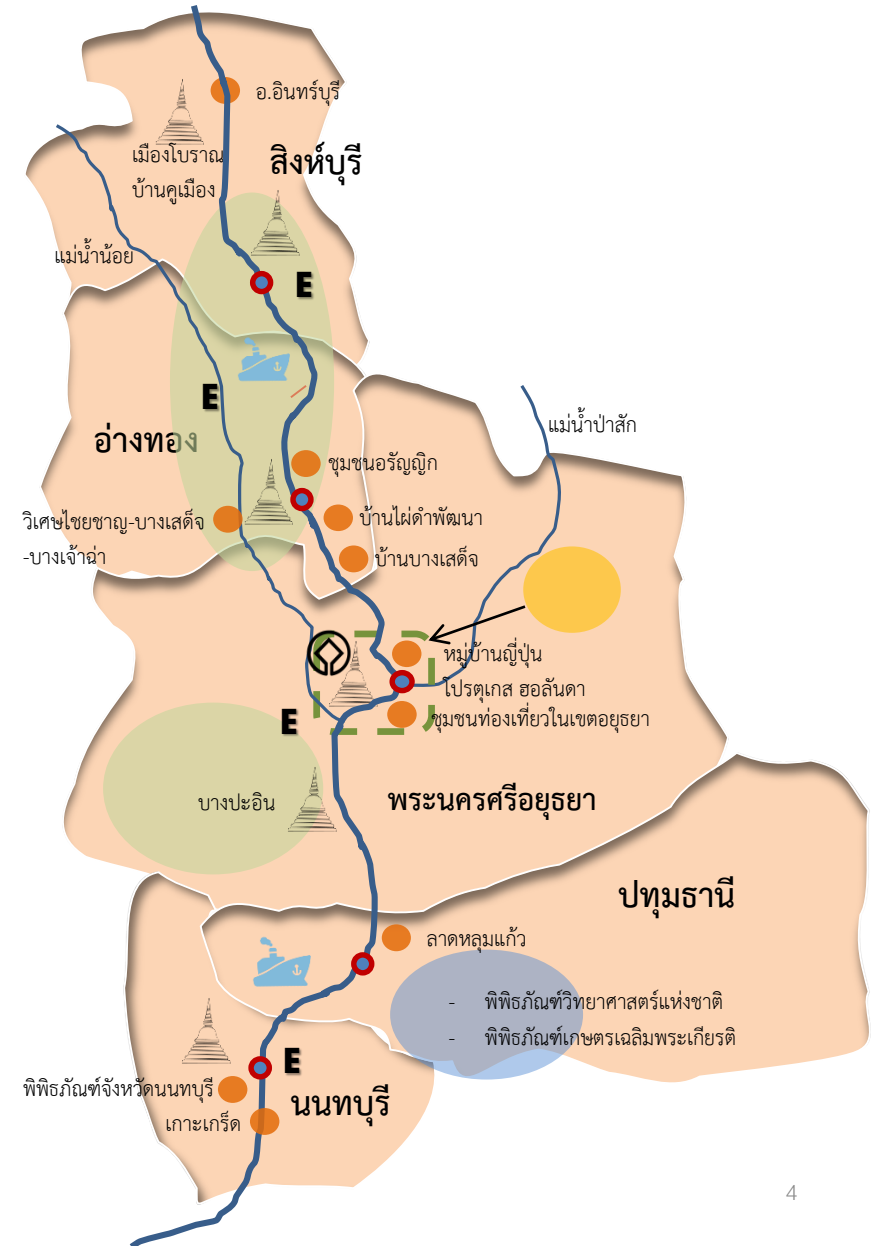 อ.อินทร์บุรี
เมืองโบราณ
บ้านคูเมือง
สิงห์บุรี
แม่น้ำน้อย
E
E
อ่างทอง
แม่น้ำป่าสัก
ชุมชนอรัญญิก
วิเศษไชยชาญ-บางเสด็จ
-บางเจ้าฉ่า
บ้านไผ่ดำพัฒนา
บ้านบางเสด็จ
หมู่บ้านญี่ปุ่น
โปรตุเกส ฮอลันดา
ชุมชนท่องเที่ยวในเขตอยุธยา
E
บางปะอิน
พระนครศรีอยุธยา
ปทุมธานี
ลาดหลุมแก้ว
- พิพิธภัณฑ์วิทยาศาสตร์แห่งชาติ
- พิพิธภัณฑ์เกษตรเฉลิมพระเกียรติ
E
พิพิธภัณฑ์จังหวัดนนทบุรี
นนทบุรี
เกาะเกร็ด
4